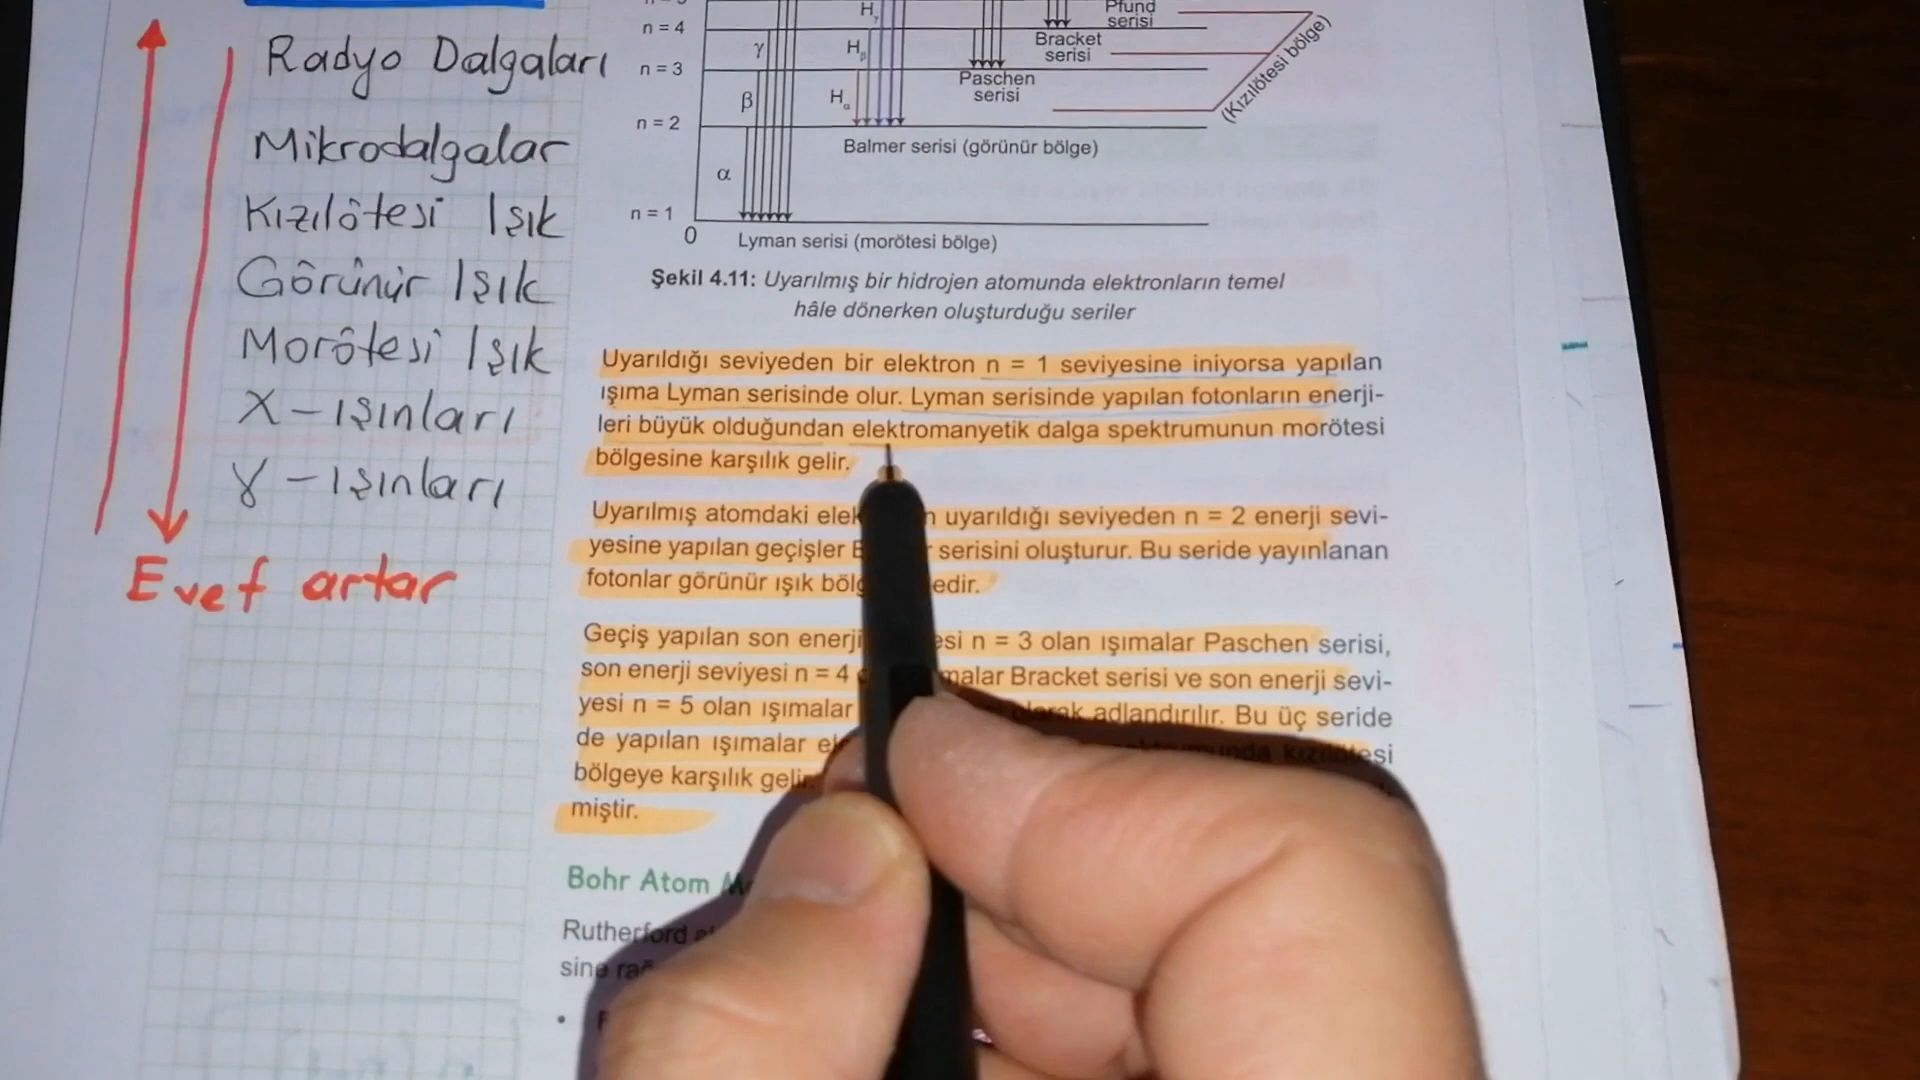 Radyo Dalgaları
Mikrodalgalar
Kızılötesi Işık
Görünür Işık
Morötesi Işık
X-ışınları
γ-ışınları
E ve f artar
n = 4
n = 3
n = 2
n = 1
0
γ
β
α
Hγ
Hβ
Hα
Pfund
serisi
Bracket
serisi
Paschen
serisi
(Kızılötesi bölge)
Balmer serisi (görünür bölge)
Lyman serisi (morötesi bölge)
Şekil 4.11: Uyarılmış bir hidrojen atomunda elektronların temel
hâle dönerken oluşturduğu seriler
Uyarıldığı seviyeden bir elektron n = 1 seviyesine iniyorsa yapılan
ışıma Lyman serisinde olur. Lyman serisinde yapılan fotonların enerji-
leri büyük olduğundan elektromanyetik dalga spektrumunun morötesi
bölgesine karşılık gelir.
Uyarılmış atomdaki uyarıldığı seviyeden n = 2 enerji sevi-
yesine yapılan geçişler serisini oluşturur. Bu seride yayınlanan
fotonlar görünür ışık
Geçiş yapılan son enerji n = 3 olan ışımalar Paschen serisi,
son enerji seviyesi n = 4 Bracket serisi ve son enerji sevi-
yesi n = 5 olan ışımalar olarak adlandırılır. Bu üç seride
de yapılan ışımalar kızılötesi
bölgeye karşılık gelir.
miştir.
Bohr Atom
Rutherford
sine